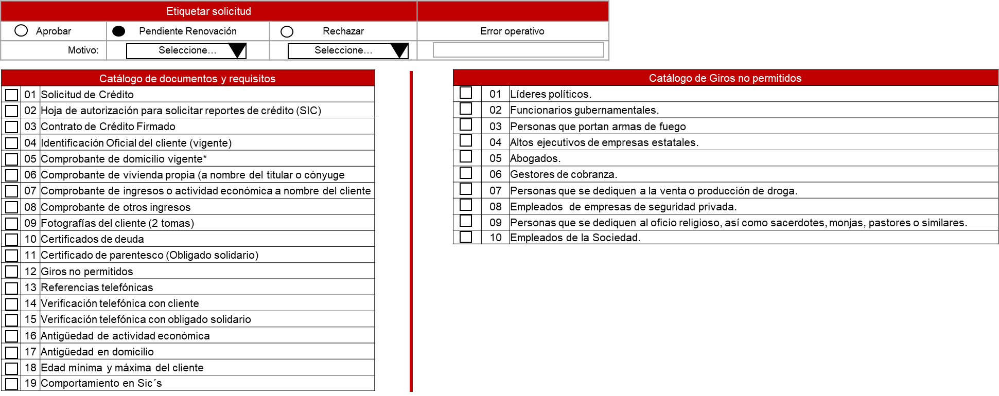 Etiquetar solicitud
Aprobar Pendiente Renovación Rechazar Error operativo
Motivo: Seleccione... Seleccione...
Catálogo de documentos y requisitos
01 Solicitud de Crédito
02 Hoja de autorización para solicitar reportes de crédito (SIC)
03 Contrato de Crédito Firmado
04 Identificación Oficial del cliente (vigente)
05 Comprobante de domicilio vigente*
06 Comprobante de vivienda propia (a nombre del titular o cónyuge
07 Comprobante de ingresos o actividad económica a nombre del cliente
08 Comprobante de otros ingresos
09 Fotografías del cliente (2 tomas)
10 Certificados de deuda
11 Certificado de parentesco (Obligado solidario)
12 Giros no permitidos
13 Referencias telefónicas
14 Verificación telefónica con cliente
15 Verificación telefónica con obligado solidario
16 Antigüedad de actividad económica
17 Antigüedad en domicilio
18 Edad mínima y máxima del cliente
19 Comportamiento en Sic´s
Catálogo de Giros no permitidos
01 Líderes políticos.
02 Funcionarios gubernamentales.
03 Personas que portan armas de fuego
04 Altos ejecutivos de empresas estatales.
05 Abogados.
06 Gestores de cobranza.
07 Personas que se dediquen a la venta o producción de droga.
08 Empleados de empresas de seguridad privada.
09 Personas que se dediquen al oficio religioso, así como sacerdotes, monjas, pastores o similares.
10 Empleados de la Sociedad.